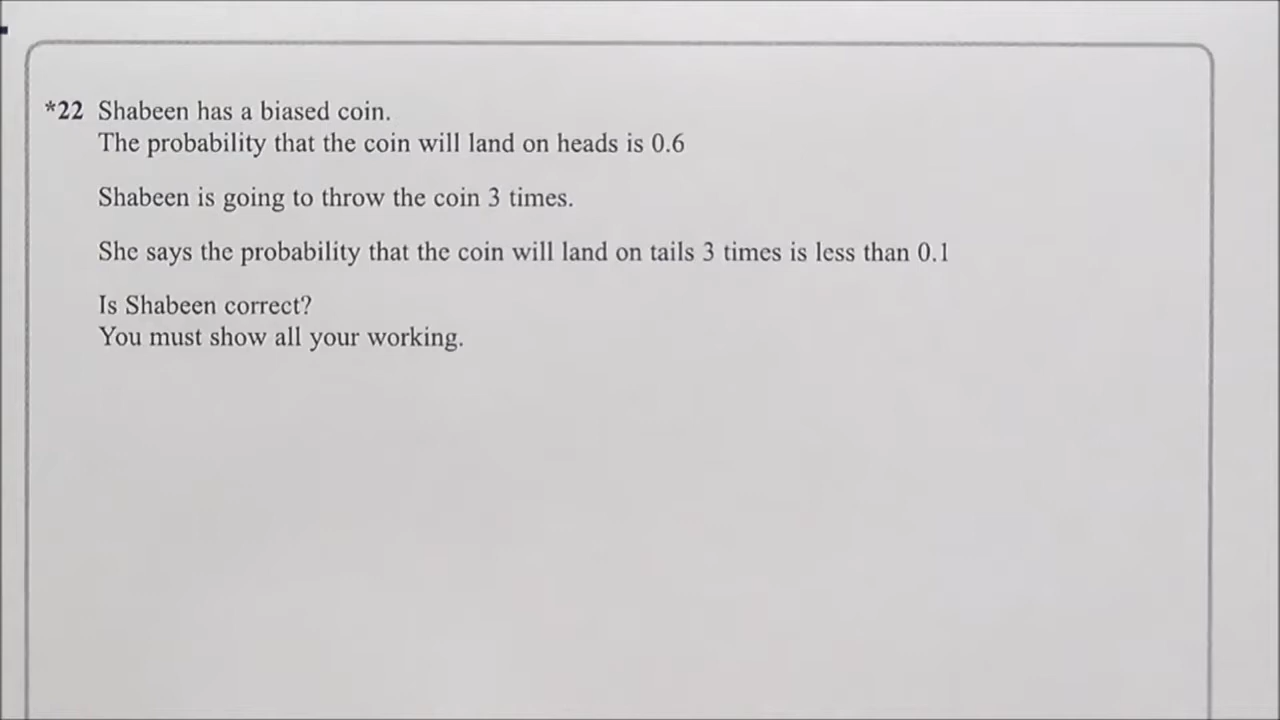 *22 Shabeen has a biased coin.
The probability that the coin will land on heads is 0.6
Shabeen is going to throw the coin 3 times.
She says the probability that the coin will land on tails 3 times is less than 0.1
Is Shabeen correct?
You must show all your working.